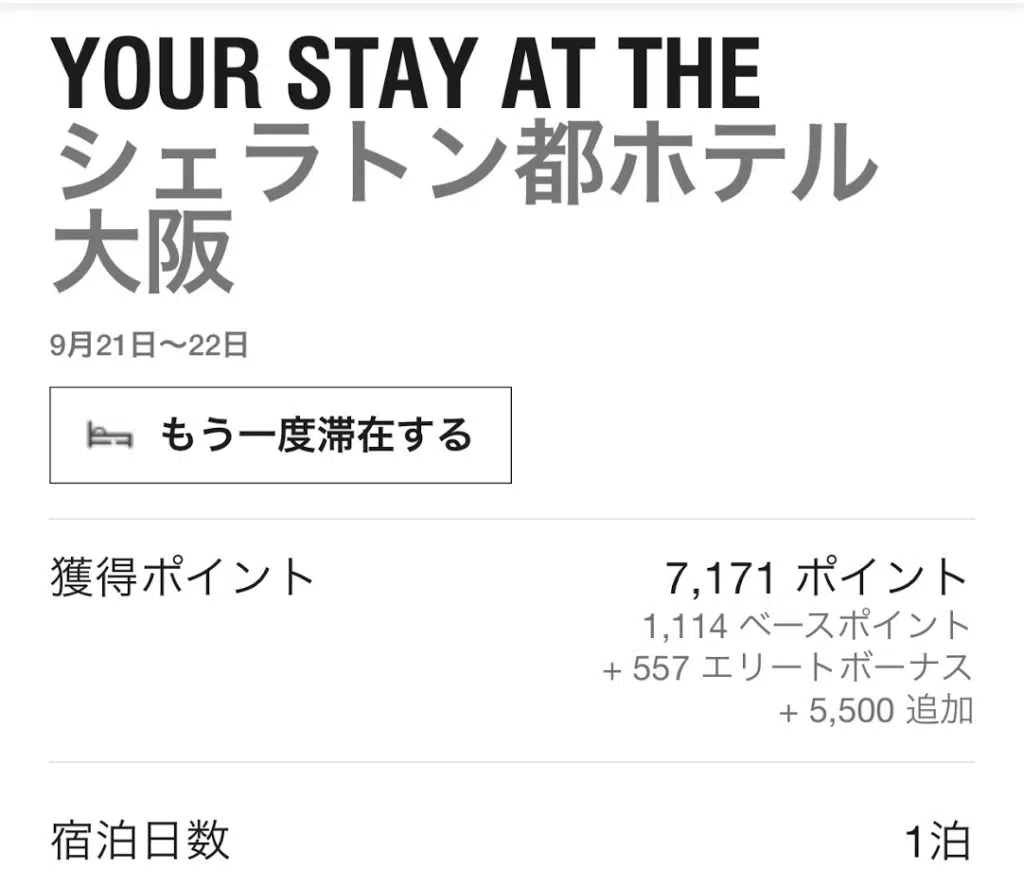 YOUR STAY AT THE
シェラトン都ホテル
大阪
9月21日〜22日
もう一度滞在する
獲得ポイント 7,171 ポイント
1,114 ベースポイント
+ 557 エリートボーナス
+ 5,500 追加
宿泊日数 1泊